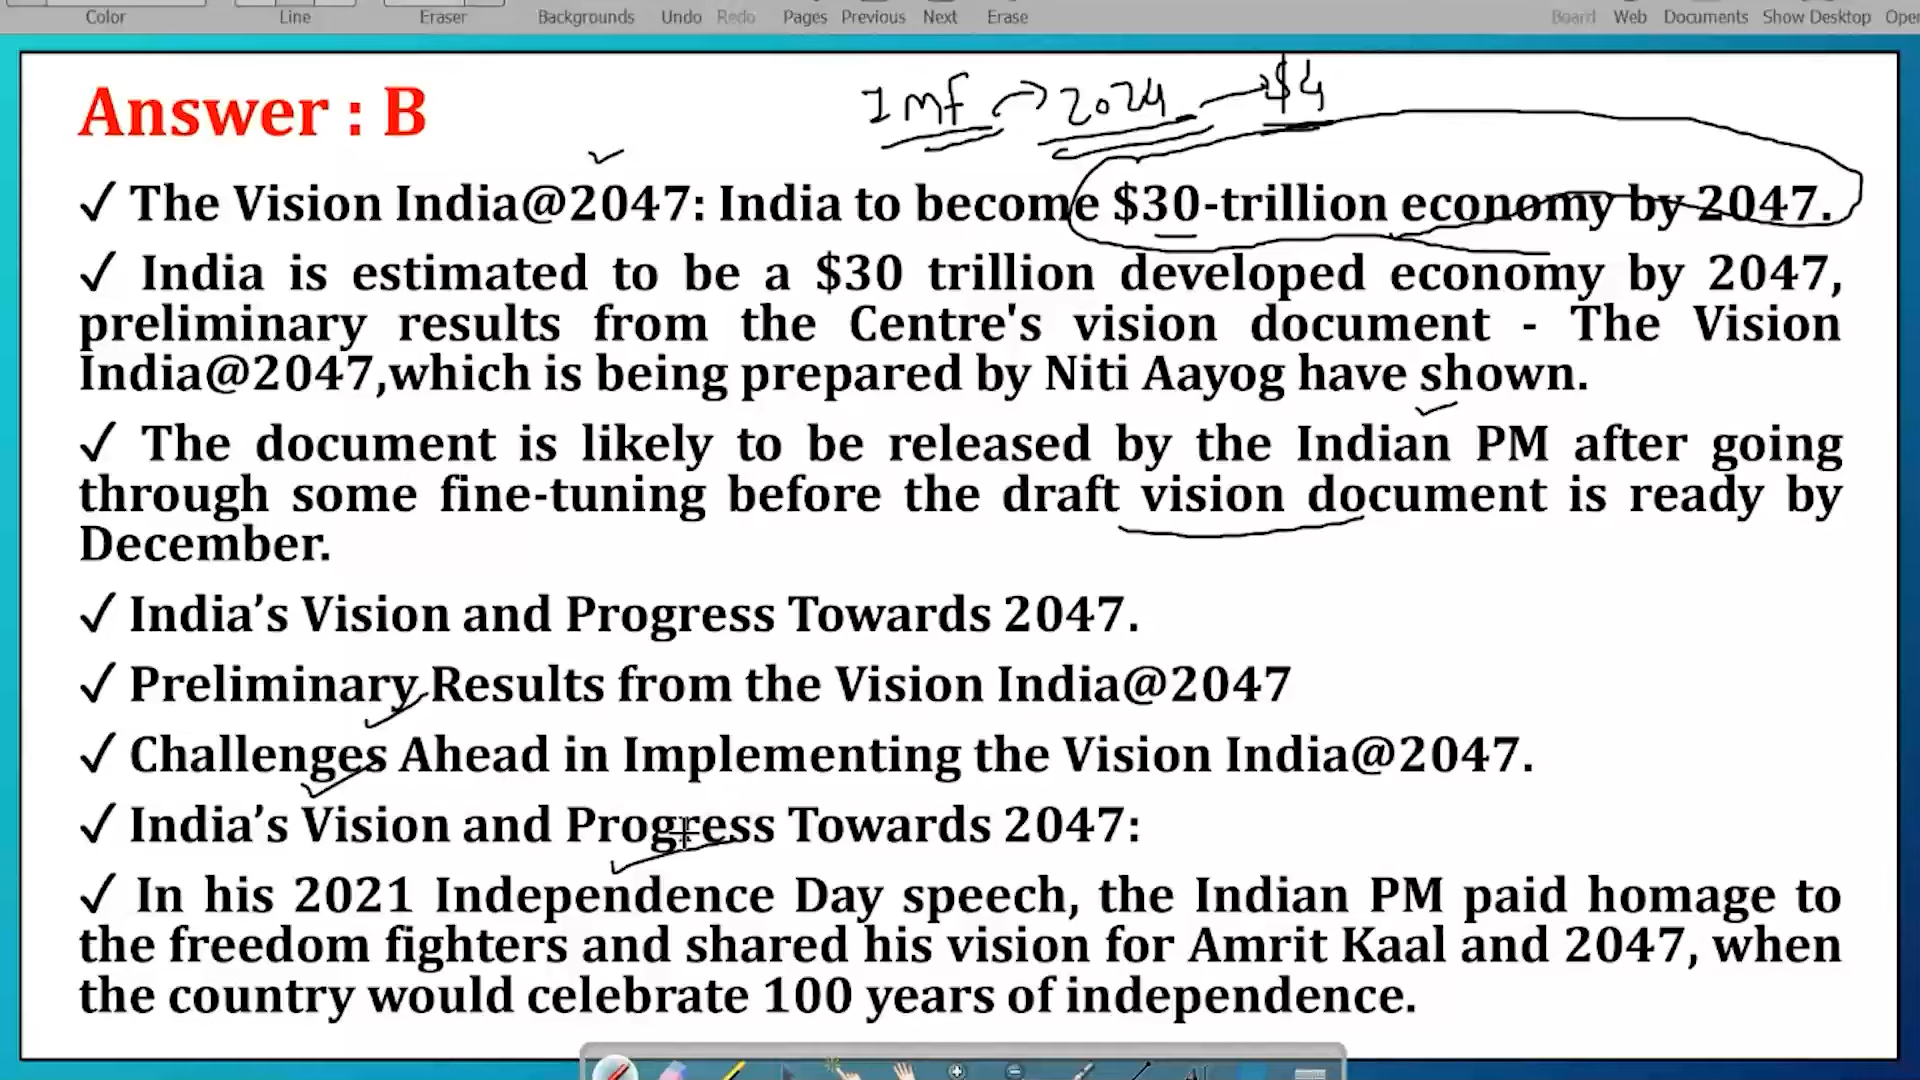 Color Line Eraser Backgrounds Undo Redo Pages Previous Next Erase Board Web Documents Show Desktop Oper
IMF → 2024 → $4
Answer : B
✓ The Vision India@2047: India to become $30-trillion economy by 2047.
✓ India is estimated to be a $30 trillion developed economy by 2047,
preliminary results from the Centre's vision document - The Vision
India@2047,which is being prepared by Niti Aayog have shown.
✓ The document is likely to be released by the Indian PM after going
through some fine-tuning before the draft vision document is ready by
December.
✓ India’s Vision and Progress Towards 2047.
✓ Preliminary Results from the Vision India@2047
✓ Challenges Ahead in Implementing the Vision India@2047.
✓ India’s Vision and Progress Towards 2047:
✓ In his 2021 Independence Day speech, the Indian PM paid homage to
the freedom fighters and shared his vision for Amrit Kaal and 2047, when
the country would celebrate 100 years of independence.